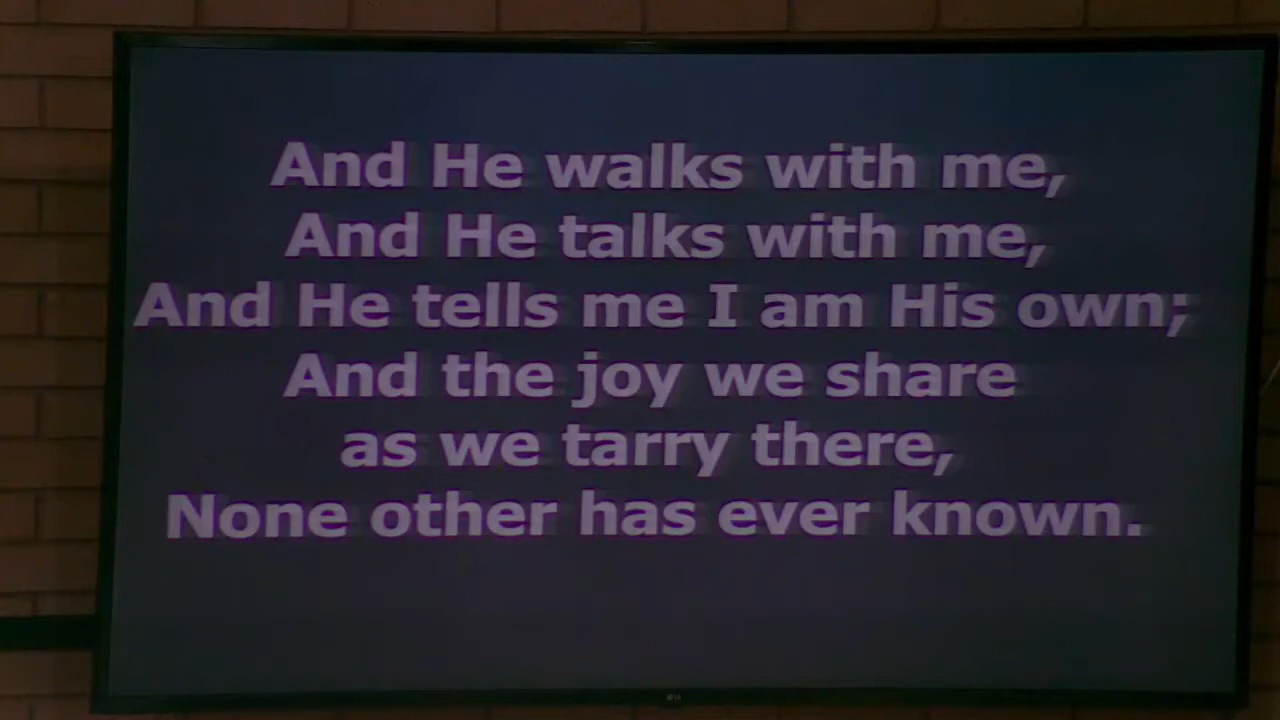 And He walks with me,
And He talks with me,
And He tells me I am His own;
And the joy we share
as we tarry there,
None other has ever known.